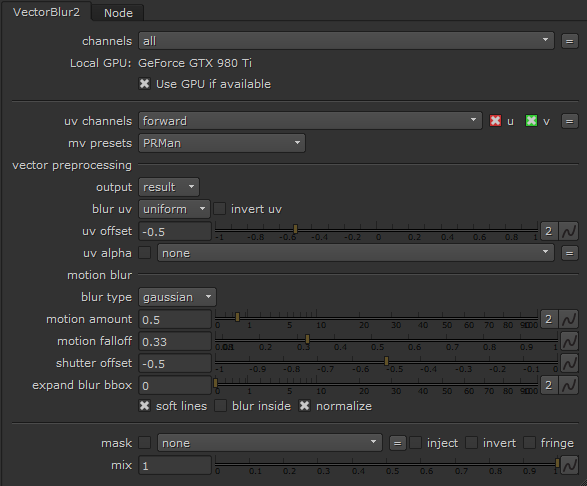 VectorBlur2 Node
channels all =
Local GPU: GeForce GTX 980 Ti
Use GPU if available
uv channels forward u v =
mv presets PRMan
vector preprocessing
output result
blur uv uniform invert uv
uv offset -0.5 2
-1 -0.8 -0.6 -0.4 -0.2 0 0.2 0.4 0.6 0.8 1
uv alpha none =
motion blur
blur type gaussian
motion amount 0.5 2
0 1 5 10 20 30 40 50 60 70 80 90 100
motion falloff 0.33
0.1 0.2 0.3 0.4 0.5 0.6 0.7 0.8 0.9 1
shutter offset -0.5
-1 -0.9 -0.8 -0.7 -0.6 -0.5 -0.4 -0.3 -0.2 -0.1 0
expand blur bbox 0 2
0 1 5 10 20 30 40 50 60 70 80 90 100
soft lines blur inside normalize
mask none = inject invert fringe
mix 1
0 0.1 0.2 0.3 0.4 0.5 0.6 0.7 0.8 0.9 1